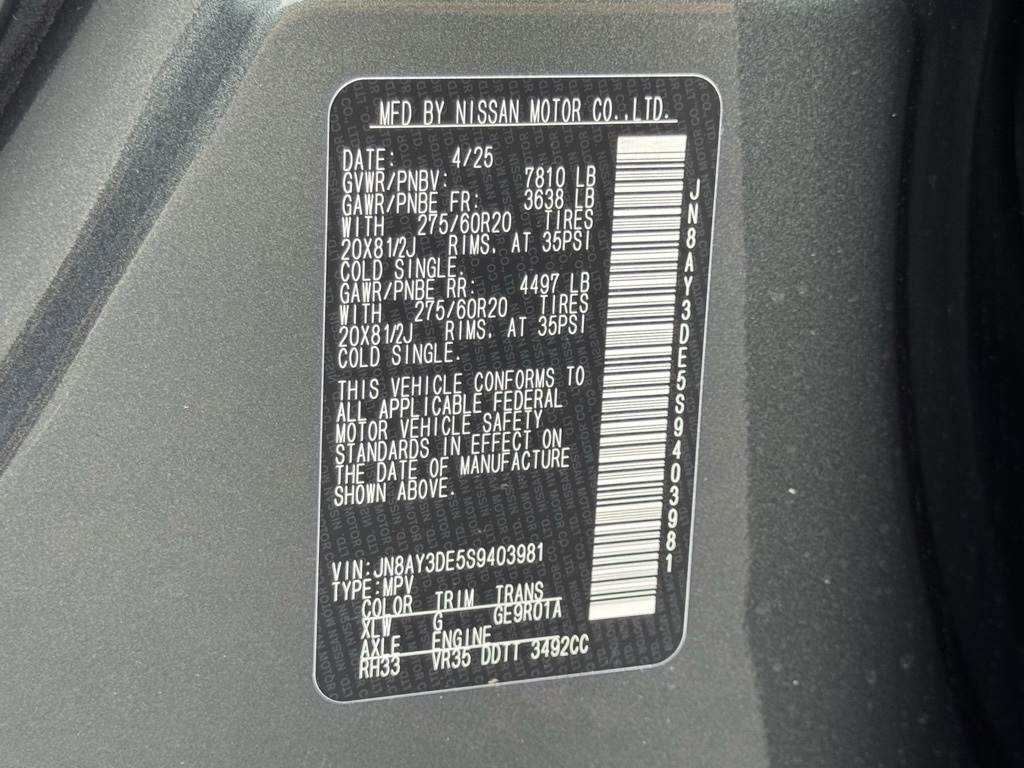 MFD BY NISSAN MOTOR CO.,LTD.
DATE: 4/25
GVWR/PNBV: 7810 LB
GAWR/PNBE FR: 3638 LB
WITH 275/60R20 TIRES
20X81/2J RIMS, AT 35PSI
COLD SINGLE.
GAWR/PNBE RR: 4497 LB
WITH 275/60R20 TIRES
20X81/2J RIMS, AT 35PSI
COLD SINGLE.
THIS VEHICLE CONFORMS TO
ALL APPLICABLE FEDERAL
MOTOR VEHICLE SAFETY
STANDARDS IN EFFECT ON
THE DATE OF MANUFACTURE
SHOWN ABOVE.
VIN:JN8AY3DE5S9403981
TYPE:MPV
COLOR TRIM TRANS
XLW G GE9R01A
AXLE ENGINE
RH33 VR35 DDTT 3492CC
JN8AY3DE5S9403981